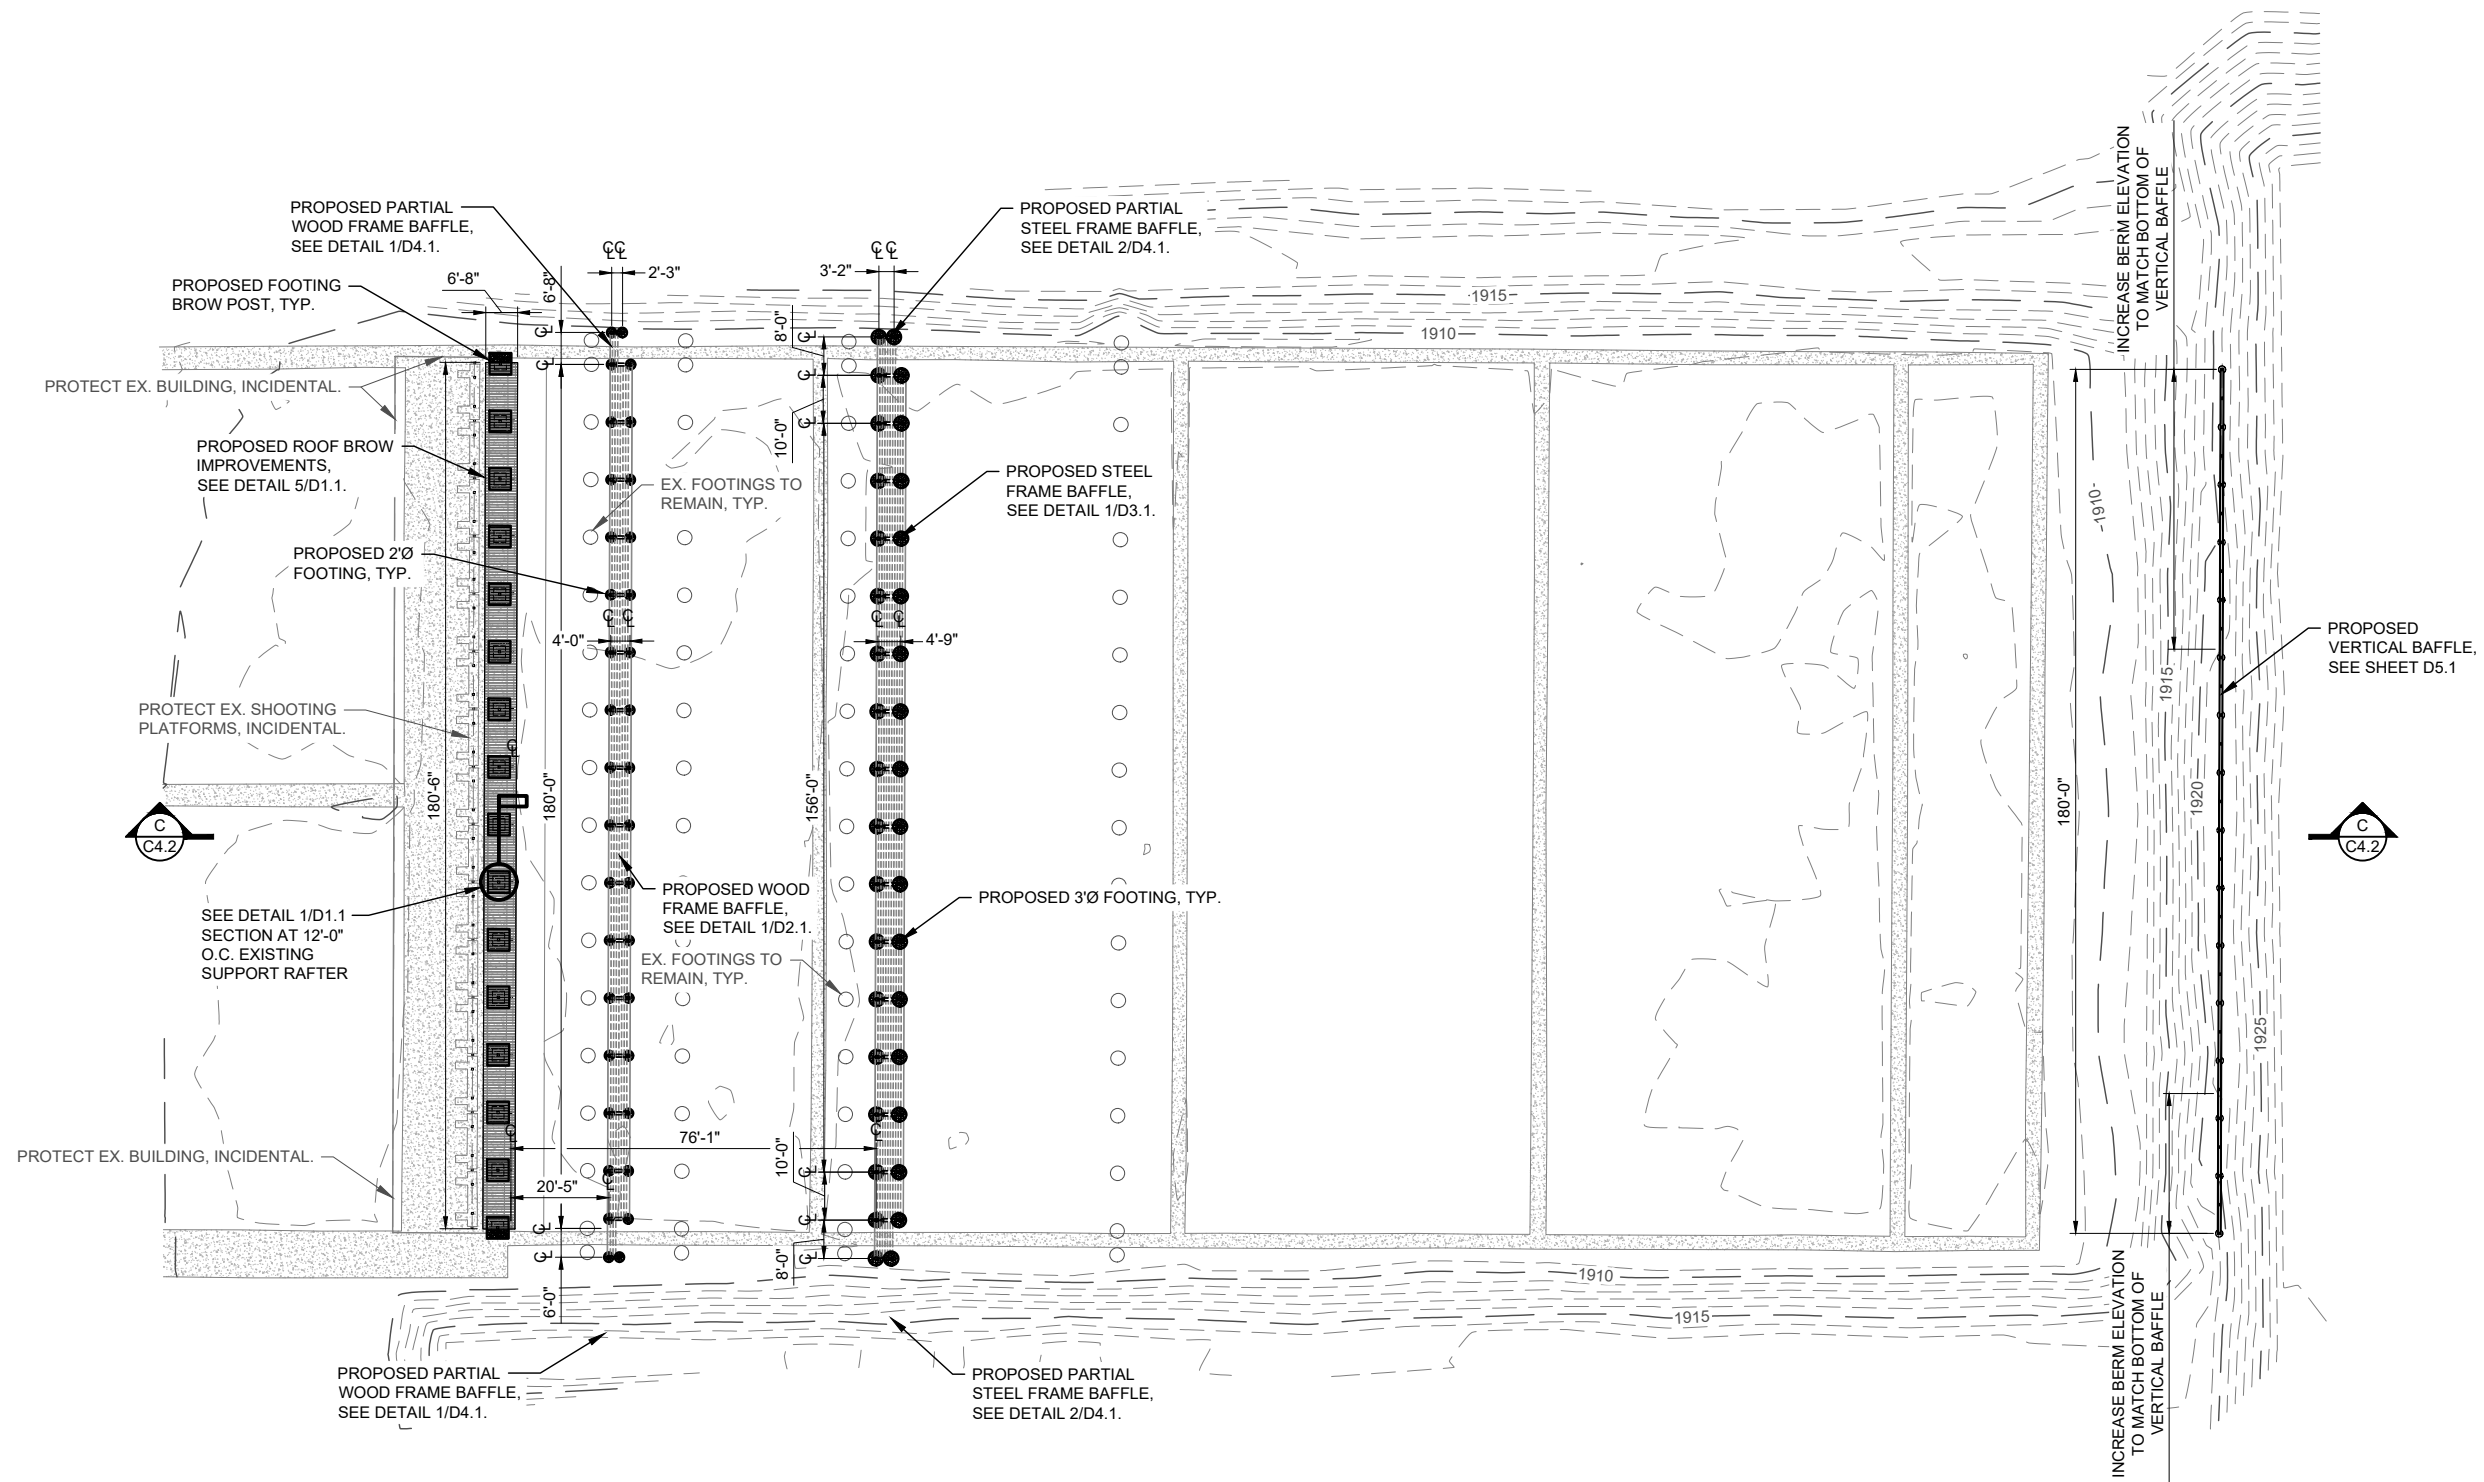 PROPOSED PARTIAL
WOOD FRAME BAFFLE,
SEE DETAIL 1/D4.1.
PROPOSED PARTIAL
STEEL FRAME BAFFLE,
SEE DETAIL 2/D4.1.
INCREASE BERM ELEVATION
TO MATCH BOTTOM OF
VERTICAL BAFFLE
℄ ℄
2'-3"
℄ ℄
3'-2"
6'-8"
6'-8"
PROPOSED FOOTING
BROW POST, TYP.
8'-0"
℄
℄
1915
1910
PROTECT EX. BUILDING, INCIDENTAL.
℄
℄
10'-0"
℄
PROPOSED ROOF BROW
IMPROVEMENTS,
SEE DETAIL 5/D1.1.
EX. FOOTINGS TO
REMAIN, TYP.
PROPOSED STEEL
FRAME BAFFLE,
SEE DETAIL 1/D3.1.
1910
PROPOSED 2'Ø
FOOTING, TYP.
℄ ℄
4'-0"
℄ ℄
4'-9"
PROPOSED
VERTICAL BAFFLE,
SEE SHEET D5.1
1915
PROTECT EX. SHOOTING
PLATFORMS, INCIDENTAL.
℄
180'-6"
180'-0"
156'-0"
180'-0"
1920
C
C4.2
C
C4.2
PROPOSED WOOD
FRAME BAFFLE,
SEE DETAIL 1/D2.1.
PROPOSED 3'Ø FOOTING, TYP.
SEE DETAIL 1/D1.1
SECTION AT 12'-0"
O.C. EXISTING
SUPPORT RAFTER
EX. FOOTINGS TO
REMAIN, TYP.
1925
℄
℄
76'-1"
10'-0"
PROTECT EX. BUILDING, INCIDENTAL.
℄
20'-5"
℄
℄
℄
℄
℄
8'-0"
6'-0"
1910
1915
INCREASE BERM ELEVATION
TO MATCH BOTTOM OF
VERTICAL BAFFLE
PROPOSED PARTIAL
WOOD FRAME BAFFLE,
SEE DETAIL 1/D4.1.
PROPOSED PARTIAL
STEEL FRAME BAFFLE,
SEE DETAIL 2/D4.1.